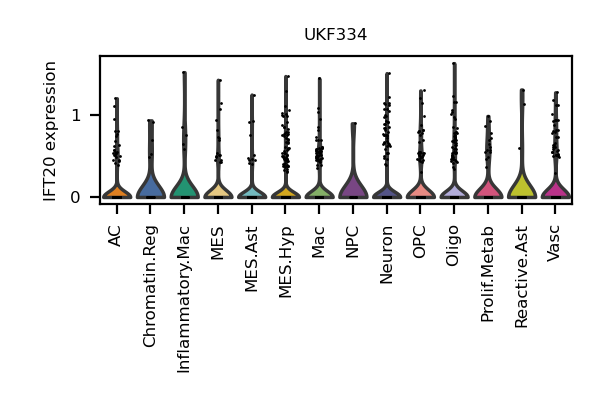 UKF334
IFT20 expression
1
0
AC
Chromatin.Reg
Inflammatory.Mac
MES
MES.Ast
MES.Hyp
Mac
NPC
Neuron
OPC
Oligo
Prolif.Metab
Reactive.Ast
Vasc